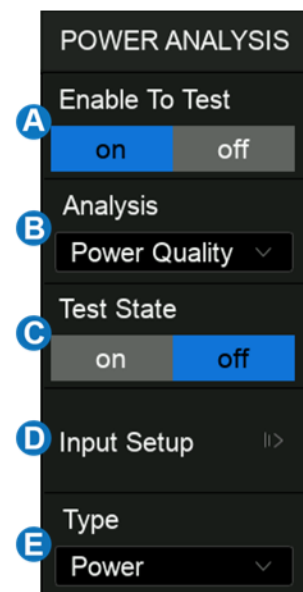 POWER ANALYSIS
Enable To Test
A
on off
Analysis
B
Power Quality
Test State
C
on off
D Input Setup
Type
E
Power